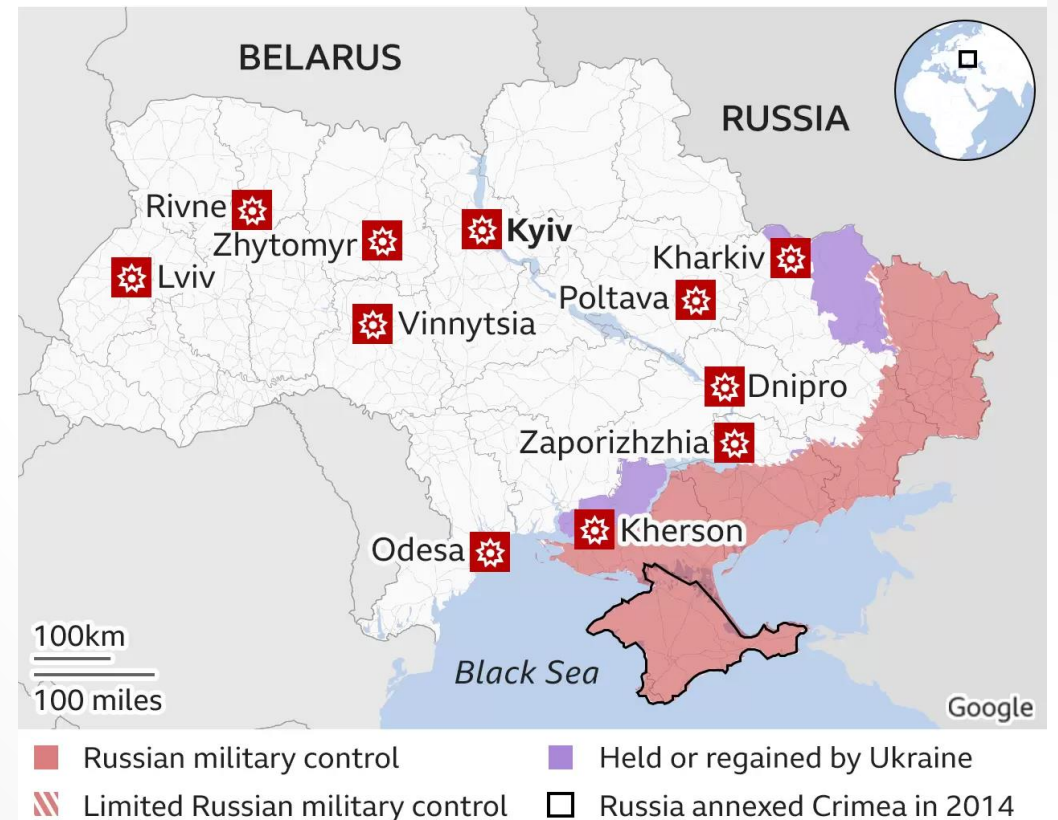 BELARUS
RUSSIA
Rivne
Zhytomyr
Kyiv
Lviv
Kharkiv
Poltava
Vinnytsia
Dnipro
Zaporizhzhia
Kherson
Odesa
100km
100 miles
Black Sea
Google
Russian military control
Held or regained by Ukraine
Limited Russian military control
Russia annexed Crimea in 2014